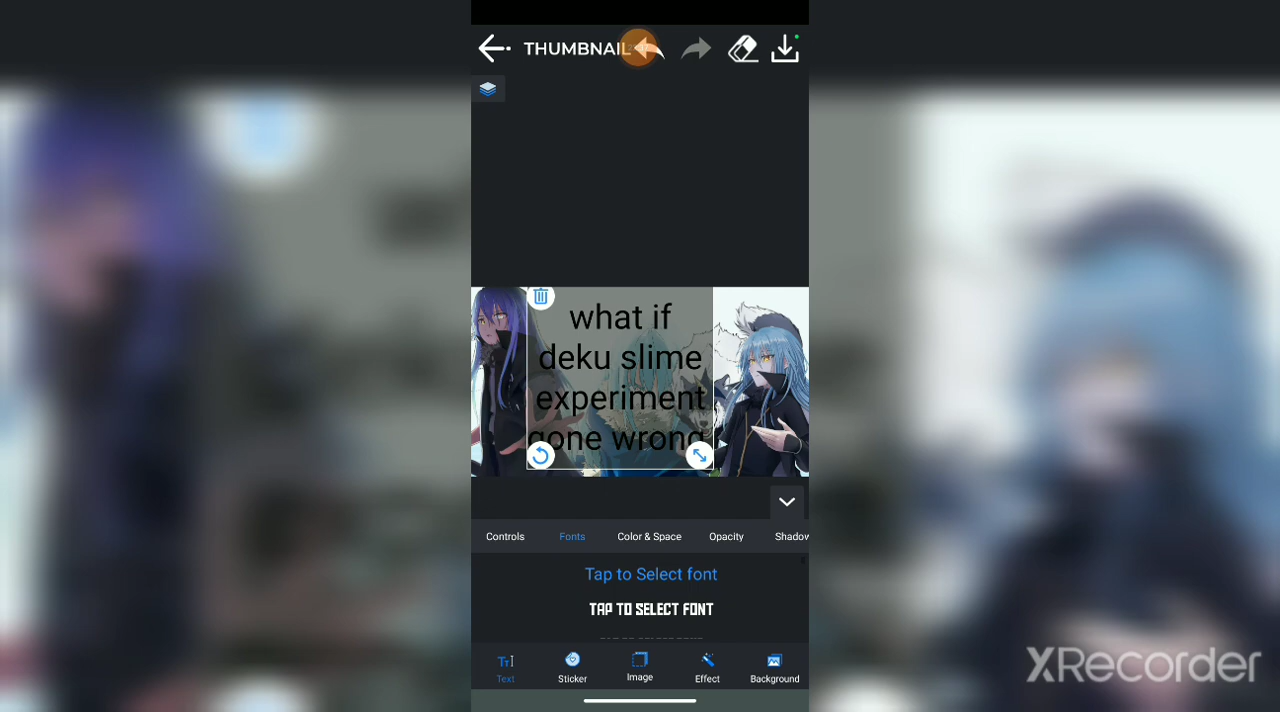 THUMBNAIL
what if
deku slime
experiment
gone wrong
Controls Fonts Color & Space Opacity Shadow
Tap to Select font
TAP TO SELECT FONT
Text Sticker Image Effect Background
XRecorder